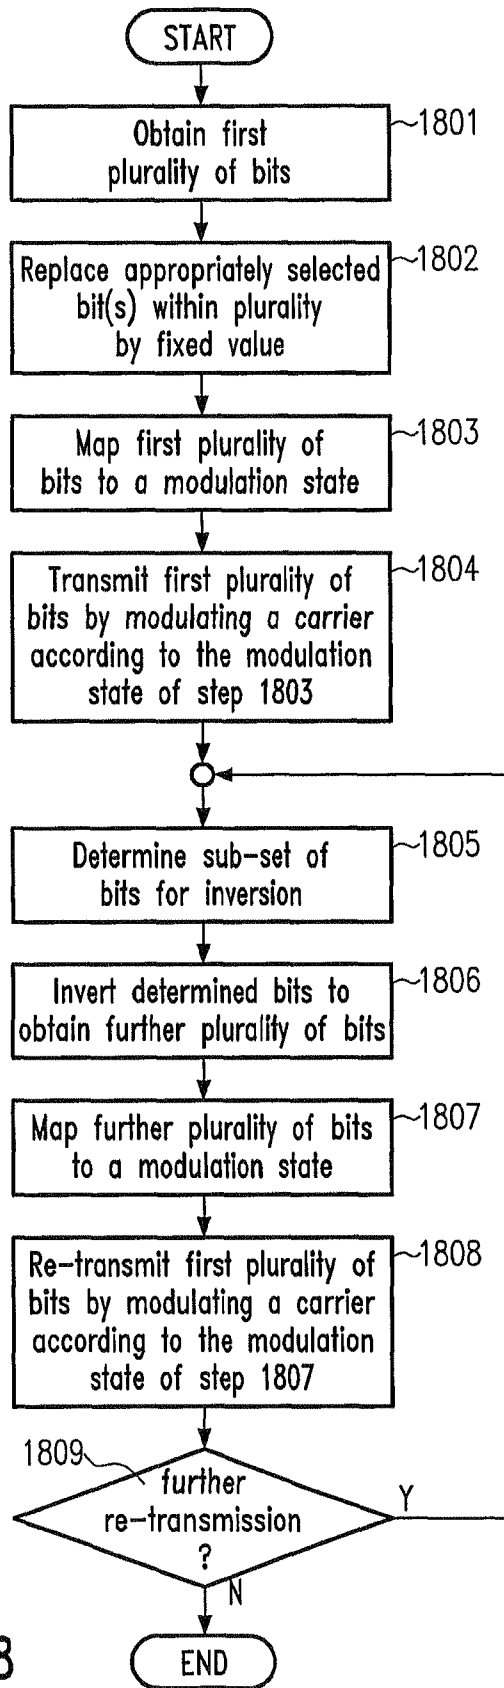 START
1801
Obtain first
plurality of bits
1802
Replace appropriately selected
bit(s) within plurality
by fixed value
1803
Map first plurality of
bits to a modulation state
1804
Transmit first plurality of
bits by modulating a carrier
according to the modulation
state of step 1803
1805
Determine sub-set of
bits for inversion
1806
Invert determined bits to
obtain further plurality of bits
1807
Map further plurality of bits
to a modulation state
1808
Re-transmit first plurality of
bits by modulating a carrier
according to the modulation
state of step 1807
1809
further
re-transmission
?
Y
N
8
END